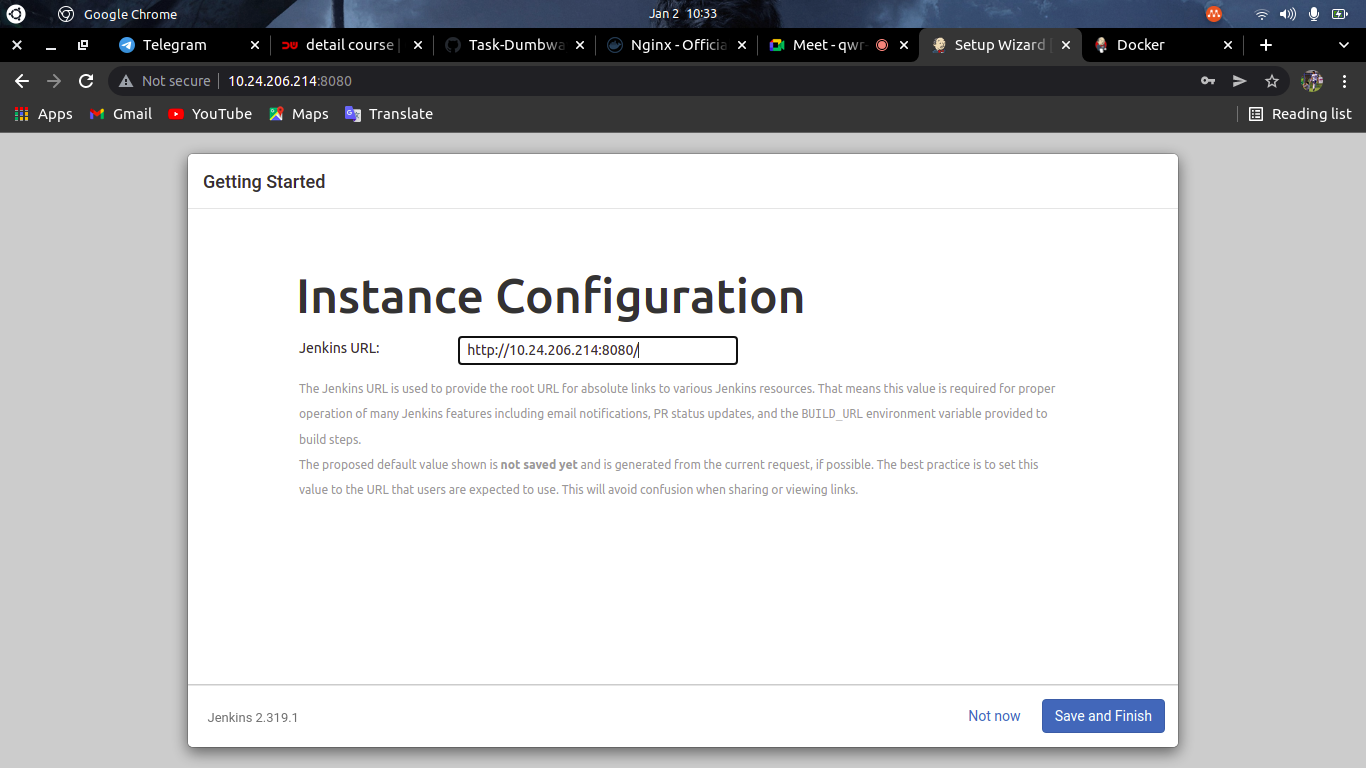 Google Chrome
Jan 2 10:33
Telegram
detail course |
Task-Dumbwa
Nginx - Officia
Meet - qwr-
Setup Wizard |
Docker
Not secure
10.24.206.214:8080
Apps
Gmail
YouTube
Maps
Translate
Reading list
Getting Started
Instance Configuration
Jenkins URL:
http://10.24.206.214:8080/
The Jenkins URL is used to provide the root URL for absolute links to various Jenkins resources. That means this value is required for proper
operation of many Jenkins features including email notifications, PR status updates, and the BUILD_URL environment variable provided to
build steps.
The proposed default value shown is not saved yet and is generated from the current request, if possible. The best practice is to set this
value to the URL that users are expected to use. This will avoid confusion when sharing or viewing links.
Jenkins 2.319.1
Not now
Save and Finish